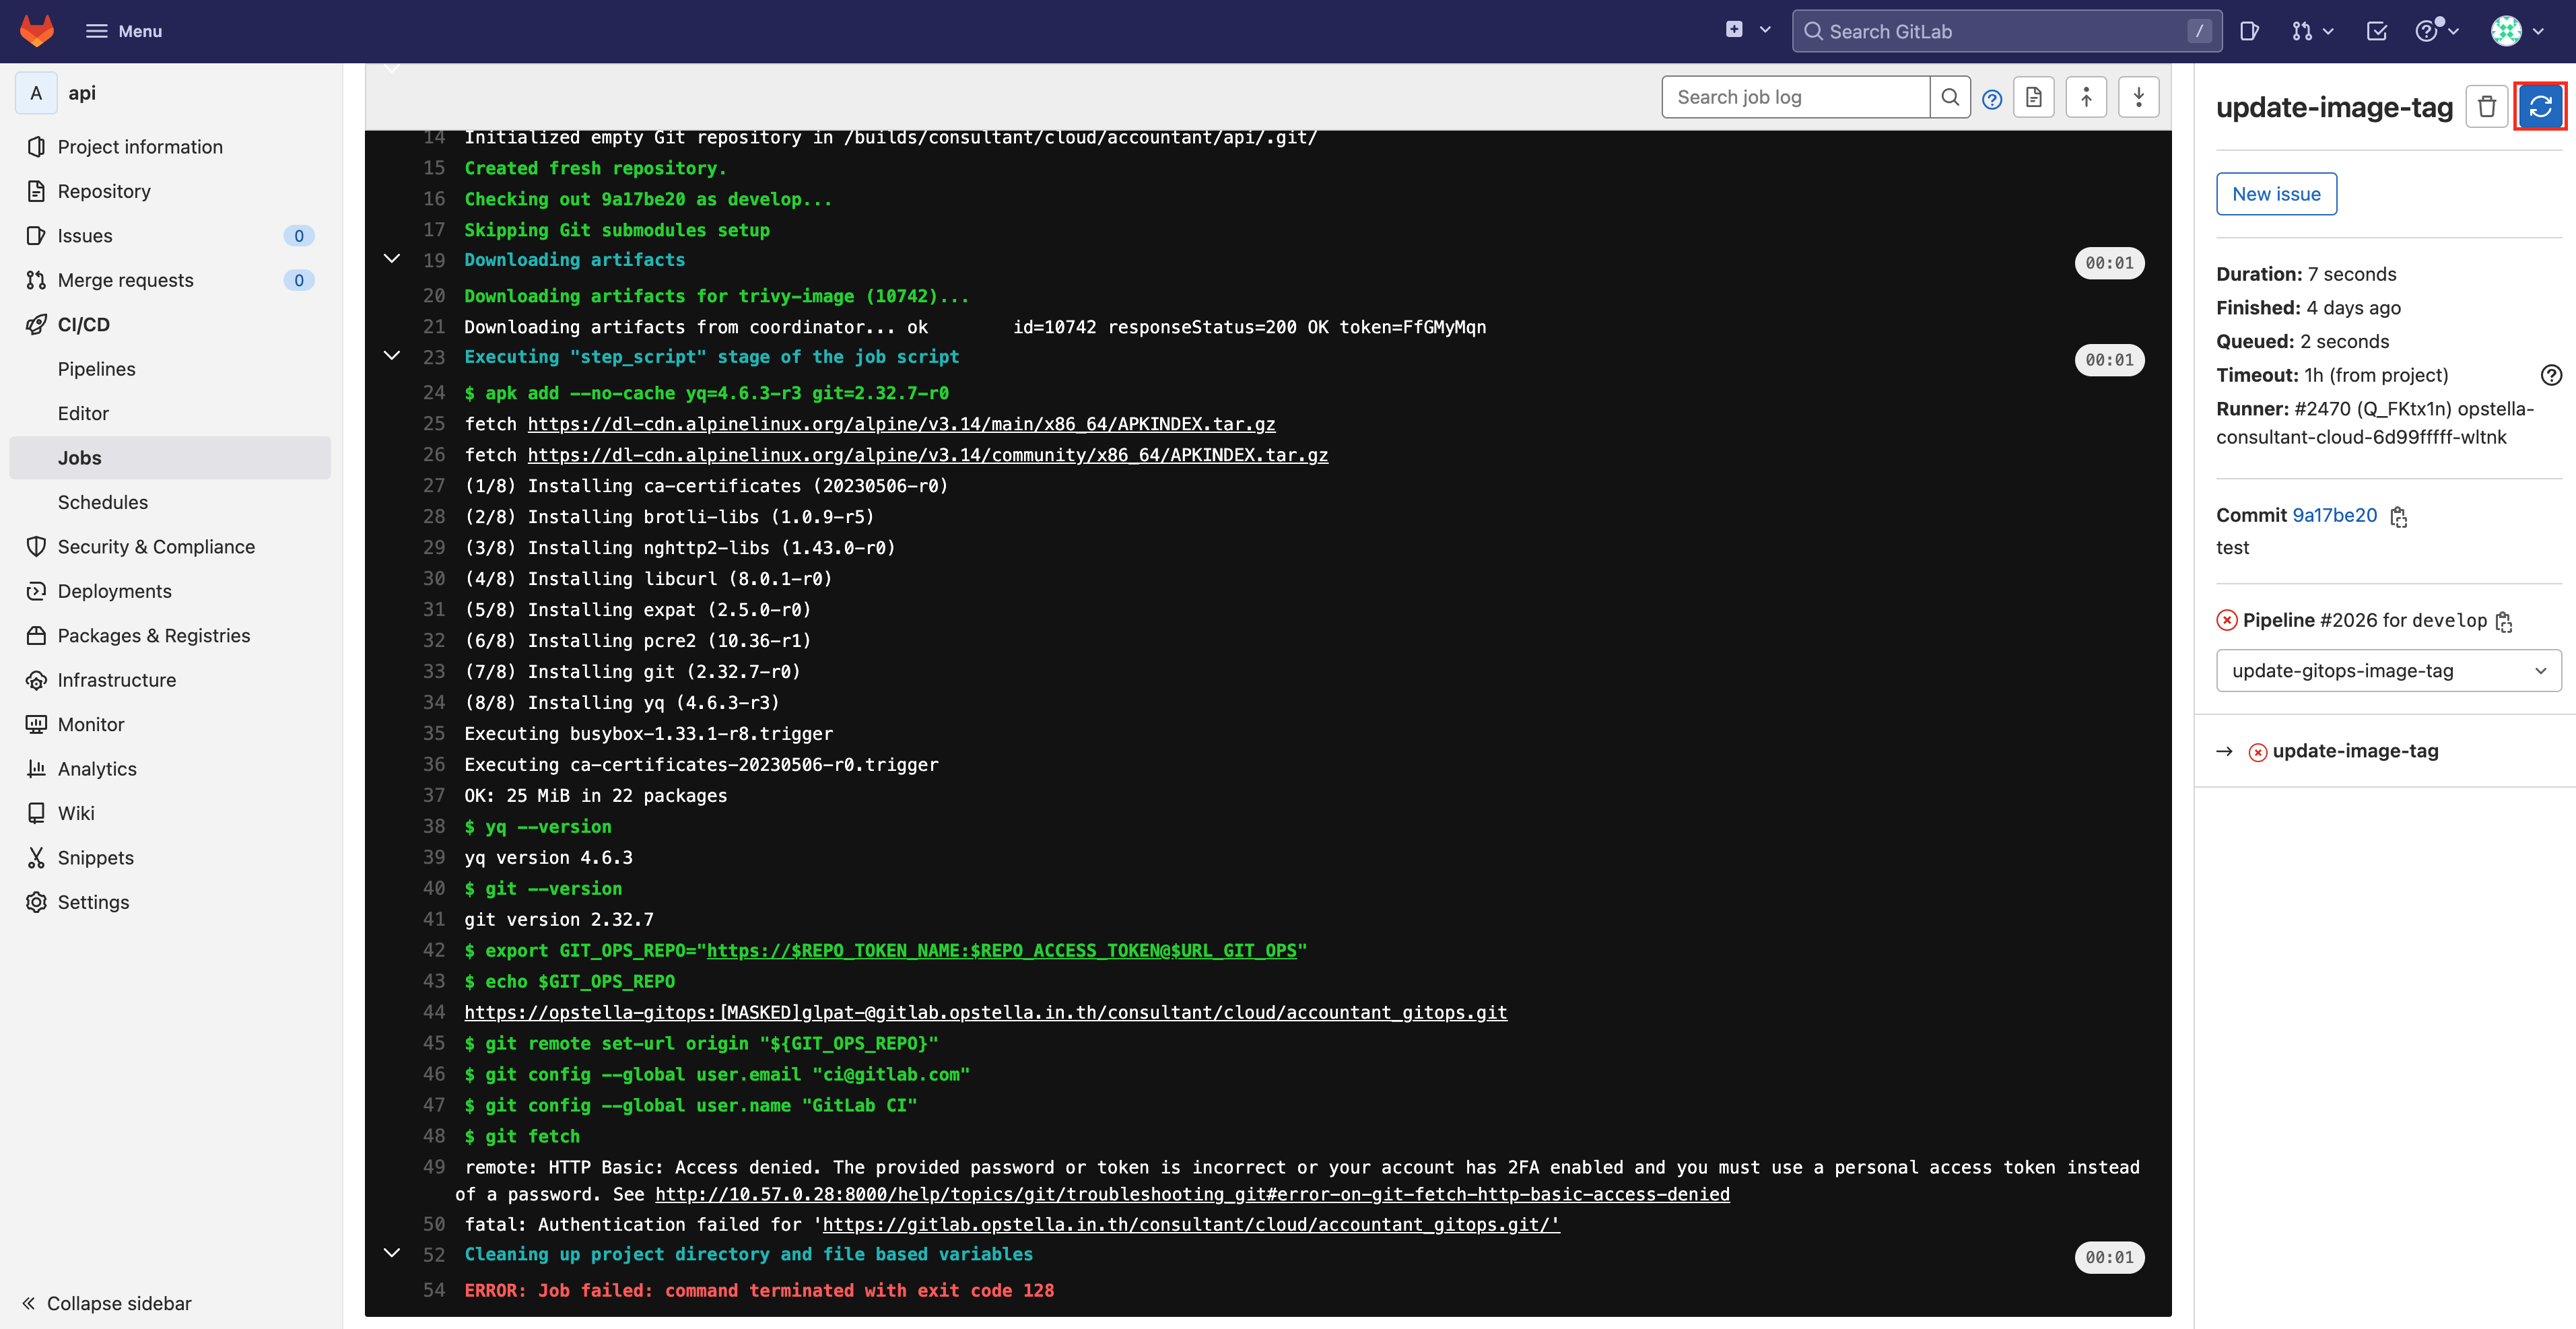 Menu
Search GitLab
/
A
api
Project information
Repository
Issues
0
Merge requests
0
CI/CD
Pipelines
Editor
Jobs
Schedules
Security & Compliance
Deployments
Packages & Registries
Infrastructure
Monitor
Analytics
Wiki
Snippets
Settings
Collapse sidebar
Search job log
14 Initialized empty Git repository in /builds/consultant/cloud/accountant/api/.git/
15 Created fresh repository.
16 Checking out 9a17be20 as develop...
17 Skipping Git submodules setup
19 Downloading artifacts 00:01
20 Downloading artifacts for trivy-image (10742)...
21 Downloading artifacts from coordinator... ok        id=10742 responseStatus=200 OK token=FfGMyMqn
23 Executing "step_script" stage of the job script 00:01
24 $ apk add --no-cache yq=4.6.3-r3 git=2.32.7-r0
25 fetch https://dl-cdn.alpinelinux.org/alpine/v3.14/main/x86_64/APKINDEX.tar.gz
26 fetch https://dl-cdn.alpinelinux.org/alpine/v3.14/community/x86_64/APKINDEX.tar.gz
27 (1/8) Installing ca-certificates (20230506-r0)
28 (2/8) Installing brotli-libs (1.0.9-r5)
29 (3/8) Installing nghttp2-libs (1.43.0-r0)
30 (4/8) Installing libcurl (8.0.1-r0)
31 (5/8) Installing expat (2.5.0-r0)
32 (6/8) Installing pcre2 (10.36-r1)
33 (7/8) Installing git (2.32.7-r0)
34 (8/8) Installing yq (4.6.3-r3)
35 Executing busybox-1.33.1-r8.trigger
36 Executing ca-certificates-20230506-r0.trigger
37 OK: 25 MiB in 22 packages
38 $ yq --version
39 yq version 4.6.3
40 $ git --version
41 git version 2.32.7
42 $ export GIT_OPS_REPO="https://$REPO_TOKEN_NAME:$REPO_ACCESS_TOKEN@$URL_GIT_OPS"
43 $ echo $GIT_OPS_REPO
44 https://opstella-gitops:[MASKED]glpat-@gitlab.opstella.in.th/consultant/cloud/accountant_gitops.git
45 $ git remote set-url origin "${GIT_OPS_REPO}"
46 $ git config --global user.email "ci@gitlab.com"
47 $ git config --global user.name "GitLab CI"
48 $ git fetch
49 remote: HTTP Basic: Access denied. The provided password or token is incorrect or your account has 2FA enabled and you must use a personal access token instead
of a password. See http://10.57.0.28:8000/help/topics/git/troubleshooting_git#error-on-git-fetch-http-basic-access-denied
50 fatal: Authentication failed for 'https://gitlab.opstella.in.th/consultant/cloud/accountant_gitops.git/'
52 Cleaning up project directory and file based variables 00:01
54 ERROR: Job failed: command terminated with exit code 128
update-image-tag
New issue
Duration: 7 seconds
Finished: 4 days ago
Queued: 2 seconds
Timeout: 1h (from project)
Runner: #2470 (Q_FKtx1n) opstella-
consultant-cloud-6d99fffff-wltnk
Commit 9a17be20
test
Pipeline #2026 for develop
update-gitops-image-tag
→ update-image-tag